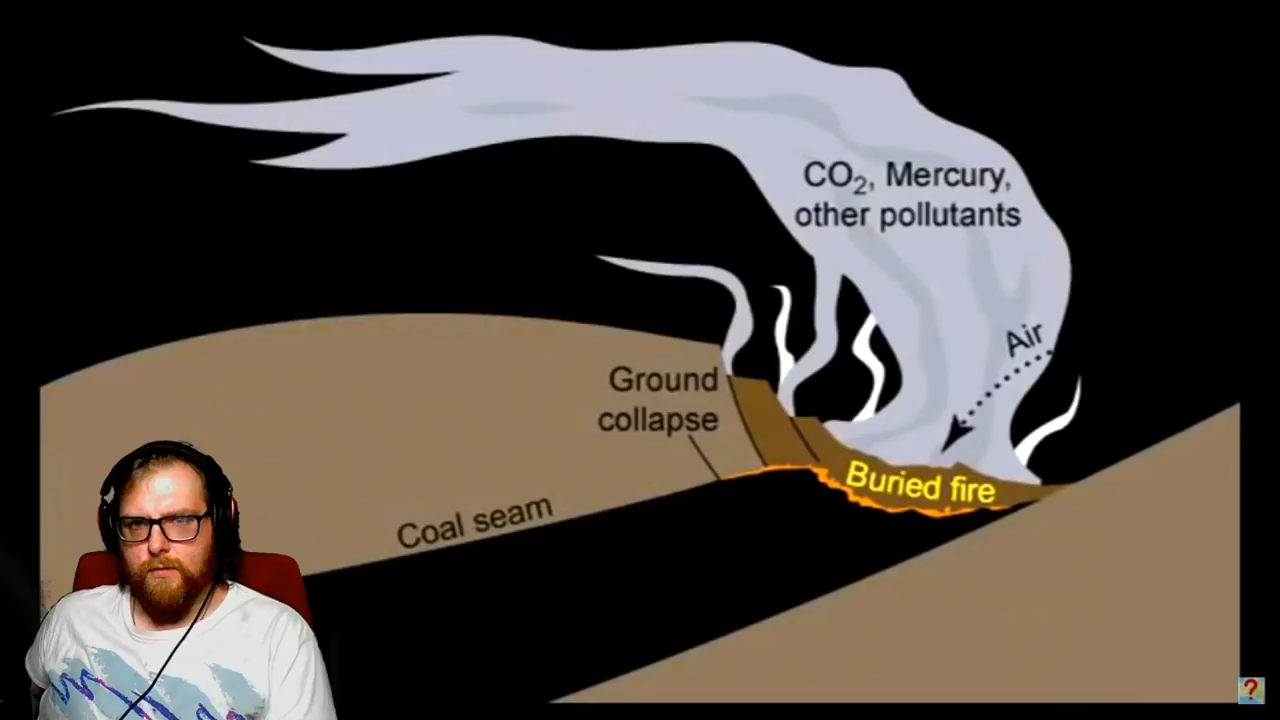 CO₂, Mercury,
other pollutants
Air
Ground
collapse
Buried fire
Coal seam
?